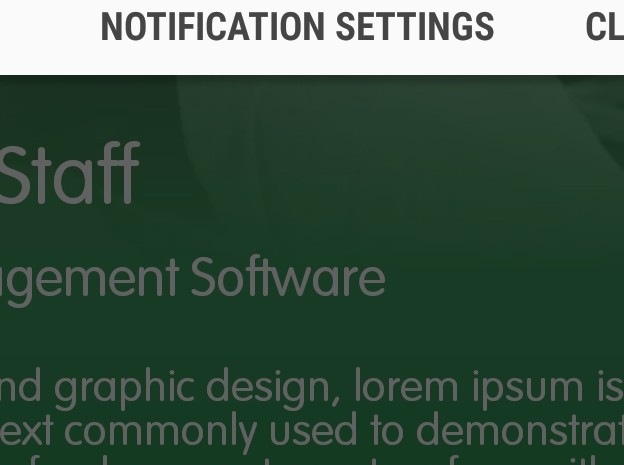 NOTIFICATION SETTINGS
Staff
gement Software
nd graphic design, lorem ipsum is
ext commonly used to demonstrat